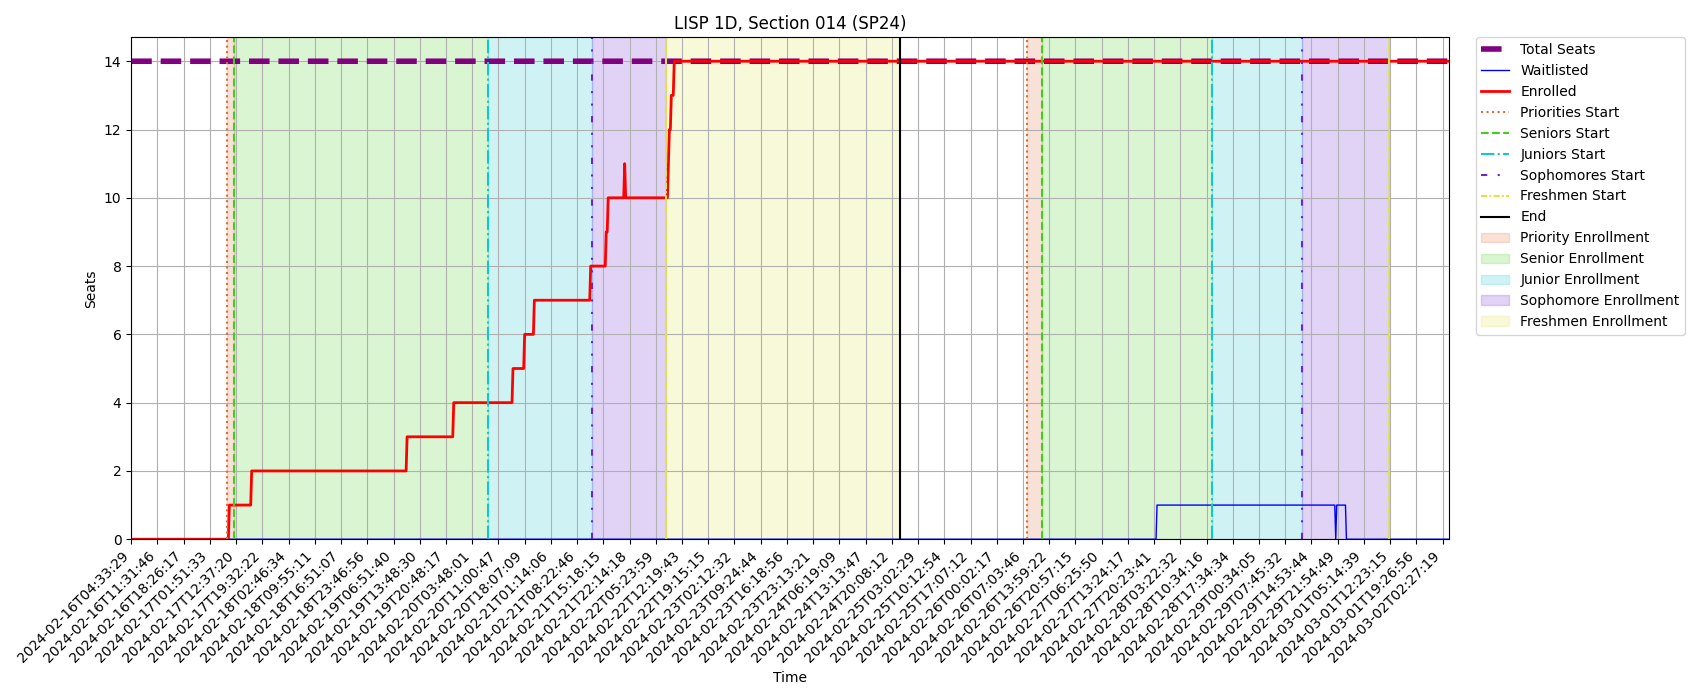 LISP 1D, Section 014 (SP24)
Seats
14
12
10
8
6
4
2
0
2024-02-16T04:33:29
2024-02-16T11:31:46
2024-02-16T18:26:17
2024-02-17T01:51:33
2024-02-17T12:37:20
2024-02-17T19:32:22
2024-02-18T02:46:34
2024-02-18T09:55:11
2024-02-18T16:51:07
2024-02-18T23:46:56
2024-02-19T06:51:40
2024-02-19T13:48:30
2024-02-19T20:48:17
2024-02-20T03:48:01
2024-02-20T11:00:47
2024-02-20T18:07:09
2024-02-21T01:14:06
2024-02-21T08:22:46
2024-02-21T15:18:15
2024-02-21T22:14:18
2024-02-22T05:23:59
2024-02-22T12:19:43
2024-02-22T19:15:15
2024-02-23T02:12:32
2024-02-23T09:24:44
2024-02-23T16:18:56
2024-02-23T23:13:21
2024-02-24T06:19:09
2024-02-24T13:13:47
2024-02-24T20:08:12
2024-02-25T03:02:29
2024-02-25T10:12:54
2024-02-25T17:07:12
2024-02-26T00:02:17
2024-02-26T07:03:46
2024-02-26T13:59:22
2024-02-26T20:57:15
2024-02-27T06:25:50
2024-02-27T13:24:17
2024-02-27T20:23:41
2024-02-28T03:22:32
2024-02-28T10:34:16
2024-02-28T17:34:34
2024-02-29T00:34:05
2024-02-29T07:45:32
2024-02-29T14:53:44
2024-02-29T21:54:49
2024-03-01T05:14:39
2024-03-01T12:23:15
2024-03-01T19:26:56
2024-03-02T02:27:19
Time
Total Seats
Waitlisted
Enrolled
Priorities Start
Seniors Start
Juniors Start
Sophomores Start
Freshmen Start
End
Priority Enrollment
Senior Enrollment
Junior Enrollment
Sophomore Enrollment
Freshmen Enrollment